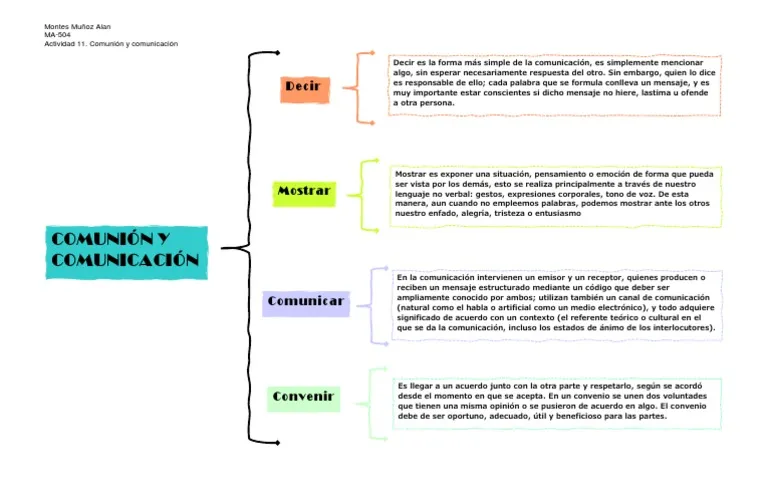 Montes Muñoz Alan
MA-504
Actividad 11. Comunión y comunicación
COMUNIÓN Y
COMUNICACIÓN
Decir
Decir es la forma más simple de la comunicación, es simplemente mencionar
algo, sin esperar necesariamente respuesta del otro. Sin embargo, quien lo dice
es responsable de ello; cada palabra que se formula conlleva un mensaje, y es
muy importante estar conscientes si dicho mensaje no hiere, lastima u ofende
a otra persona.
Mostrar
Mostrar es exponer una situación, pensamiento o emoción de forma que pueda
ser vista por los demás, esto se realiza principalmente a través de nuestro
lenguaje no verbal: gestos, expresiones corporales, tono de voz. De esta
manera, aun cuando no empleemos palabras, podemos mostrar ante los otros
nuestro enfado, alegría, tristeza o entusiasmo
Comunicar
En la comunicación intervienen un emisor y un receptor, quienes producen o
reciben un mensaje estructurado mediante un código que deber ser
ampliamente conocido por ambos; utilizan también un canal de comunicación
(natural como el habla o artificial como un medio electrónico), y todo adquiere
significado de acuerdo con un contexto (el referente teórico o cultural en el
que se da la comunicación, incluso los estados de ánimo de los interlocutores).
Convenir
Es llegar a un acuerdo junto con la otra parte y respetarlo, según se acordó
desde el momento en que se acepta. En un convenio se unen dos voluntades
que tienen una misma opinión o se pusieron de acuerdo en algo. El convenio
debe de ser oportuno, adecuado, útil y beneficioso para las partes.